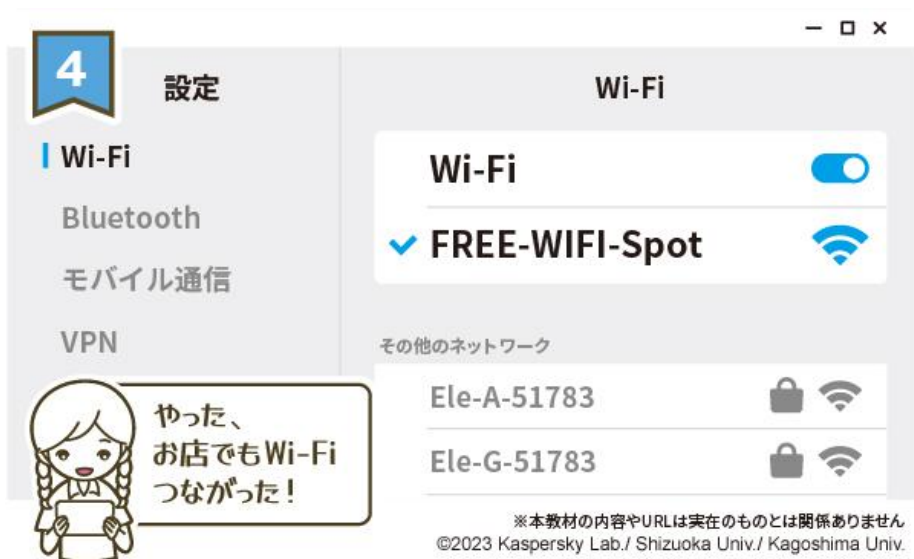 4
設定
Wi-Fi
Bluetooth
モバイル通信
VPN
Wi-Fi
Wi-Fi
FREE-WIFI-Spot
その他のネットワーク
Ele-A-51783
Ele-G-51783
やった、
お店でもWi-Fi
つながった！
※本教材の内容やURLは実在のものとは関係ありません
©2023 Kaspersky Lab./ Shizuoka Univ./ Kagoshima Univ.